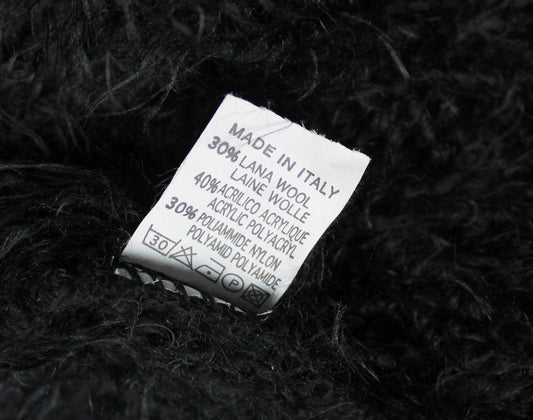 MADE IN ITALY
30% LANA WOOL
LAINE WOLLE
40% ACRILICO ACRYLIQUE
ACRYLIC POLYACRYL
30% POLIAMMIDE NYLON
POLYAMID POLYAMIDE
30 P